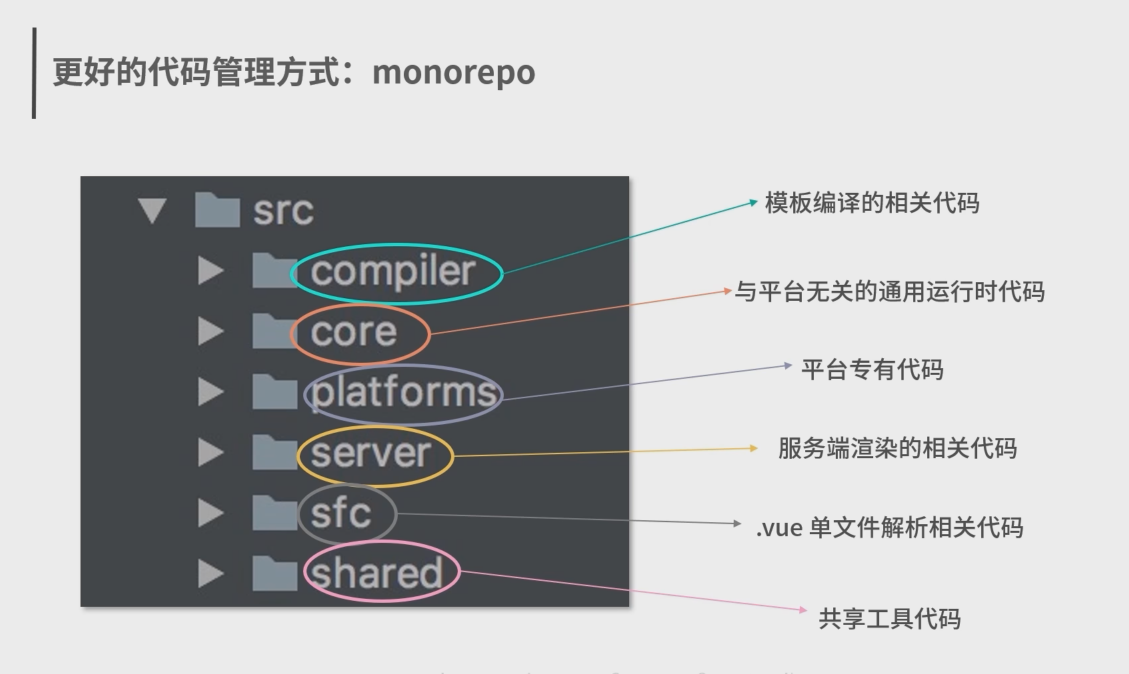 更好的代码管理方式：monorepo
src
compiler
模板编译的相关代码
core
与平台无关的通用运行时代码
platforms
平台专有代码
server
服务端渲染的相关代码
sfc
.vue 单文件解析相关代码
shared
共享工具代码